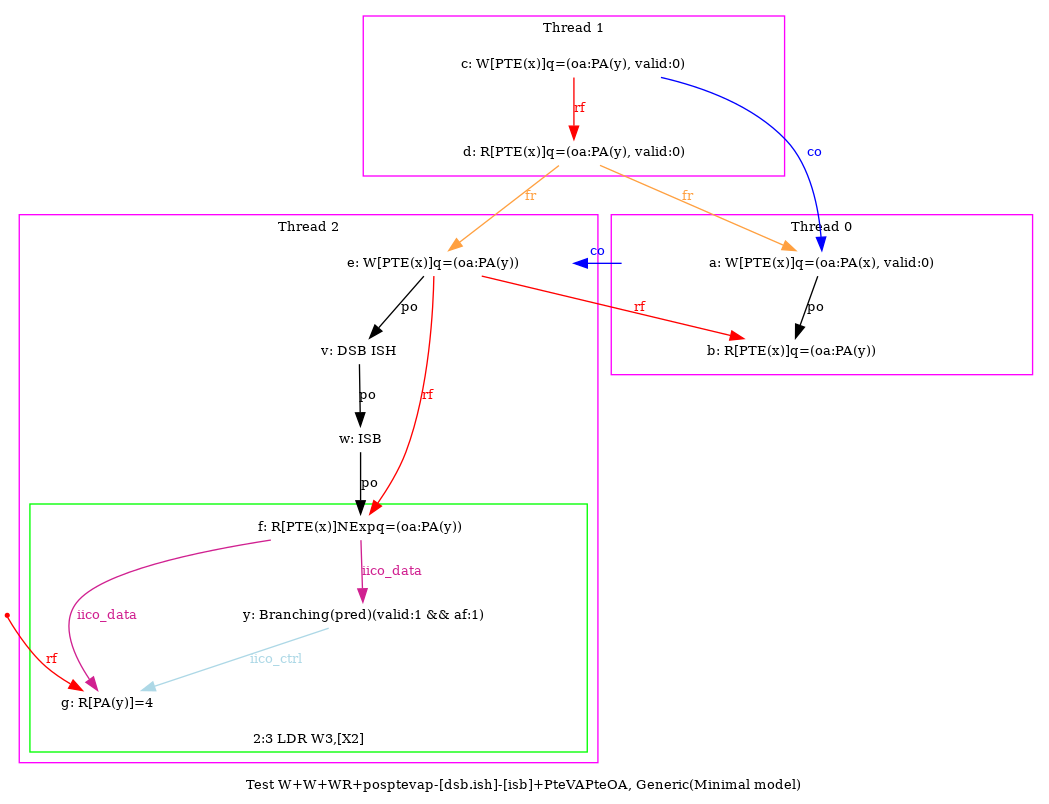 Thread 1
c: W[PTE(x)]q=(oa:PA(y), valid:0)
rf
co
d: R[PTE(x)]q=(oa:PA(y), valid:0)
fr
fr
Thread 2
Thread 0
co
e: W[PTE(x)]q=(oa:PA(y))
a: W[PTE(x)]q=(oa:PA(x), valid:0)
po
rf
po
v: DSB ISH
b: R[PTE(x)]q=(oa:PA(y))
po
rf
w: ISB
po
f: R[PTE(x)]NExpq=(oa:PA(y))
iico_data
iico_data
y: Branching(pred)(valid:1 && af:1)
rf
iico_ctrl
g: R[PA(y)]=4
2:3 LDR W3,[X2]
Test W+W+WR+posptevap-[dsb.ish]-[isb]+PteVAPteOA, Generic(Minimal model)